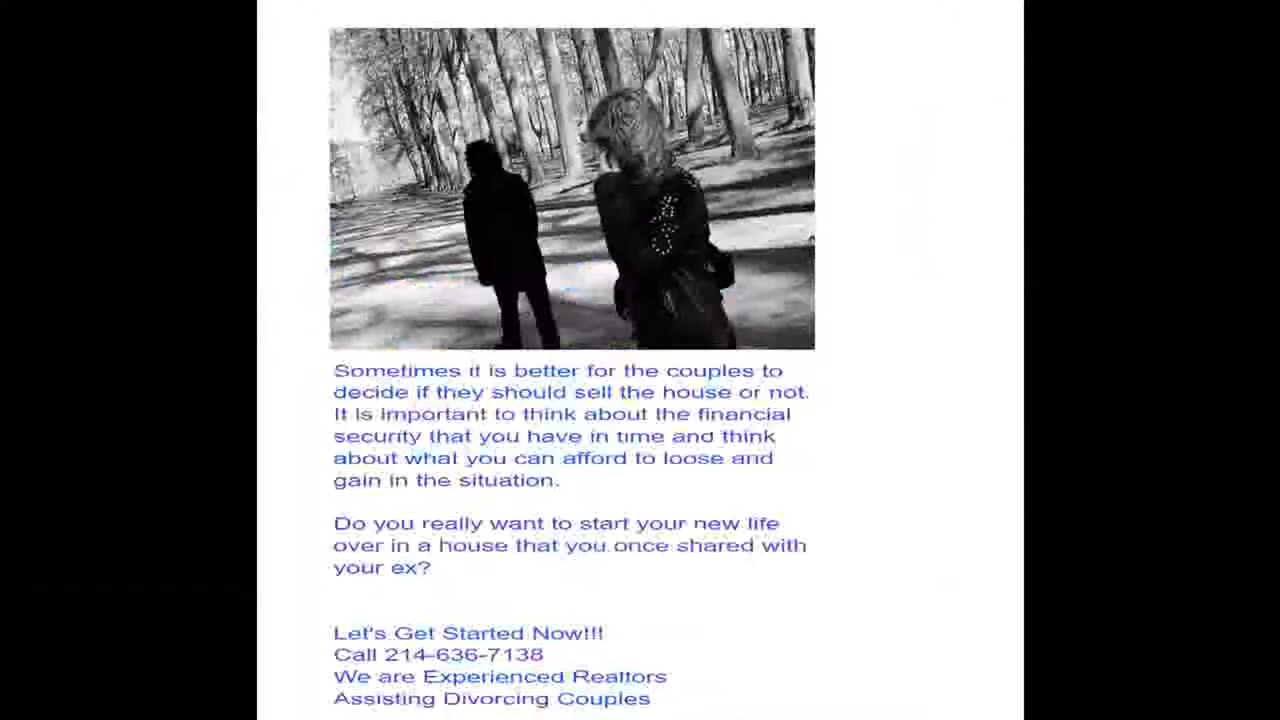 Sometimes it is better for the couples to
decide if they should sell the house or not.
It is important to think about the financial
security that you have in time and think
about what you can afford to loose and
gain in the situation.
Do you really want to start your new life
over in a house that you once shared with
your ex?
Let's Get Started Now!!!
Call 214-636-7138
We are Experienced Realtors
Assisting Divorcing Couples